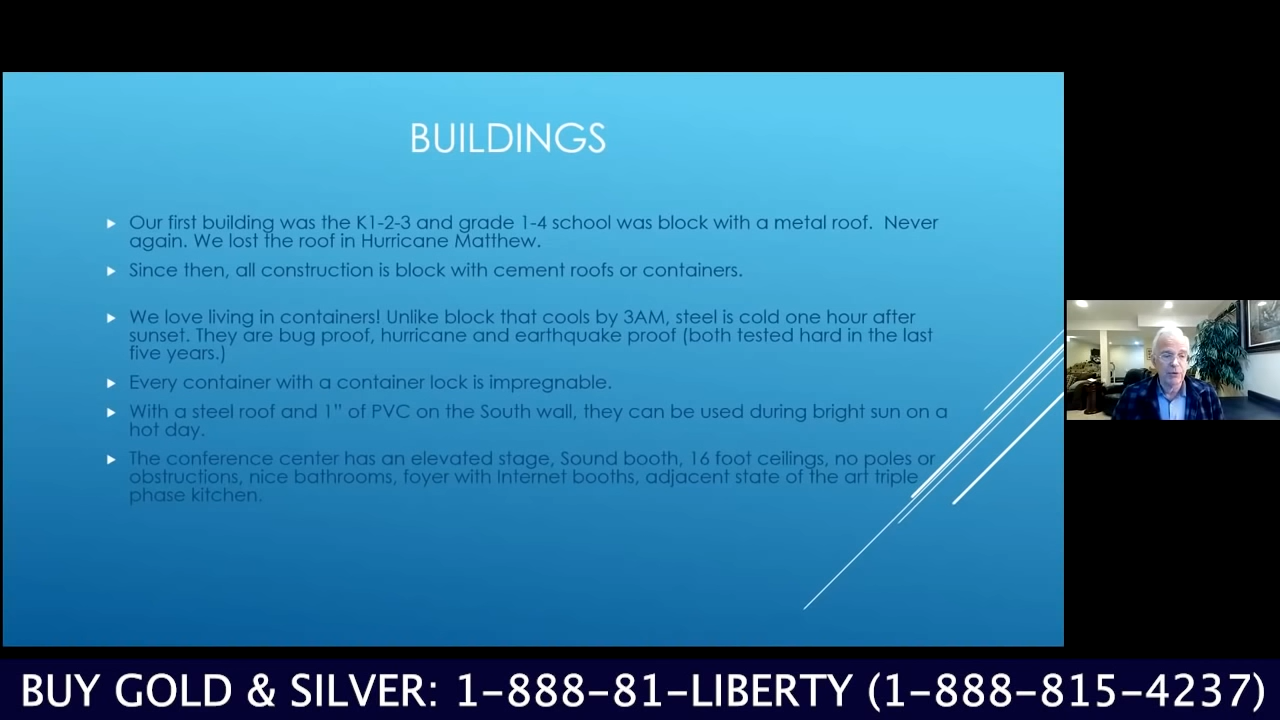 BUILDINGS
Our first building was the K1-2-3 and grade 1-4 school was block with a metal roof.  Never
again. We lost the roof in Hurricane Matthew.
Since then, all construction is block with cement roofs or containers.
We love living in containers! Unlike block that cools by 3AM, steel is cold one hour after
sunset. They are bug proof, hurricane and earthquake proof (both tested hard in the last
five years.)
Every container with a container lock is impregnable.
With a steel roof and 1" of PVC on the South wall, they can be used during bright sun on a
hot day.
The conference center has an elevated stage, Sound booth, 16 foot ceilings, no poles or
obstructions, nice bathrooms, foyer with Internet booths, adjacent state of the art triple
phase kitchen.
BUY GOLD & SILVER: 1-888-81-LIBERTY (1-888-815-4237)